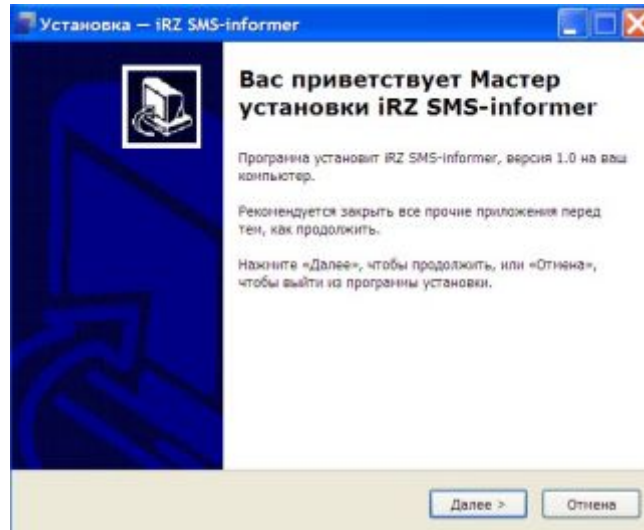 Установка — iRZ SMS-informer
Вас приветствует Мастер
установки iRZ SMS-informer
Программа установит iRZ SMS-informer, версия 1.0 на ваш
компьютер.
Рекомендуется закрыть все прочие приложения перед
тем, как продолжить.
Нажмите «Далее», чтобы продолжить, или «Отмена»,
чтобы выйти из программы установки.
Далее >
Отмена